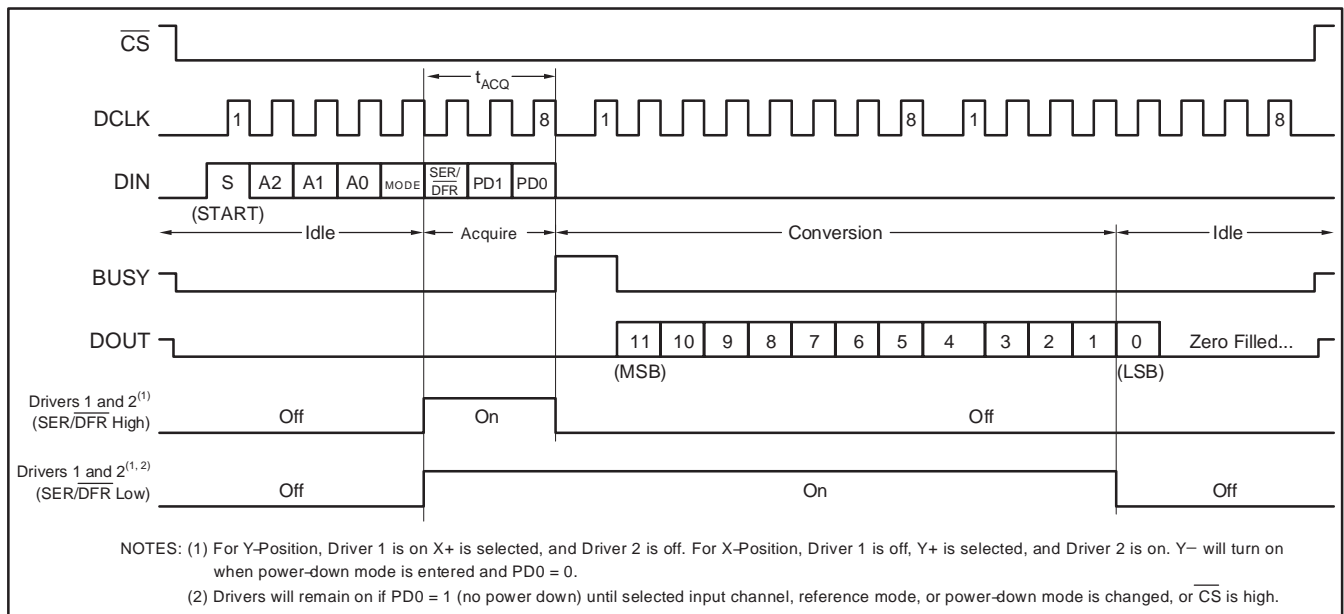 CS
tACQ
DCLK 1 8 1 8 1 8
DIN S A2 A1 A0 MODE SER/DFR PD1 PD0
(START)
Idle Acquire Conversion Idle
BUSY
DOUT 11 10 9 8 7 6 5 4 3 2 1 0 Zero Filled...
(MSB) (LSB)
Drivers 1 and 2(1)
(SER/DFR High) Off On Off
Drivers 1 and 2(1, 2)
(SER/DFR Low) Off On Off
NOTES: (1) For Y–Position, Driver 1 is on X+ is selected, and Driver 2 is off. For X–Position, Driver 1 is off, Y+ is selected, and Driver 2 is on. Y– will turn on
when power–down mode is entered and PD0 = 0.
(2) Drivers will remain on if PD0 = 1 (no power down) until selected input channel, reference mode, or power–down mode is changed, or CS is high.